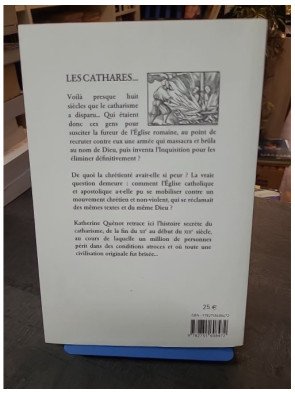 LES CATHARES...
Voilà presque huit
siècles que le catharisme
a disparu... Qui étaient
donc ces gens pour
susciter la fureur de l'Église romaine, au point de
recruter contre eux une armée qui massacra et brûla
au nom de Dieu, puis inventa l'Inquisition pour les
éliminer définitivement ?
De quoi la chrétienté avait-elle si peur ? La vraie
question demeure : comment l'Église catholique
et apostolique a-t-elle pu se mobiliser contre un
mouvement chrétien et non-violent, qui se réclamait
des mêmes textes et du même Dieu ?
Katherine Quénot retrace ici l'histoire secrète du
catharisme, de la fin du XIIe au début du XIIIe siècle,
au cours de laquelle un million de personnes
périt dans des conditions atroces et où toute une
civilisation originale fut brisée...
25 €
ISBN :